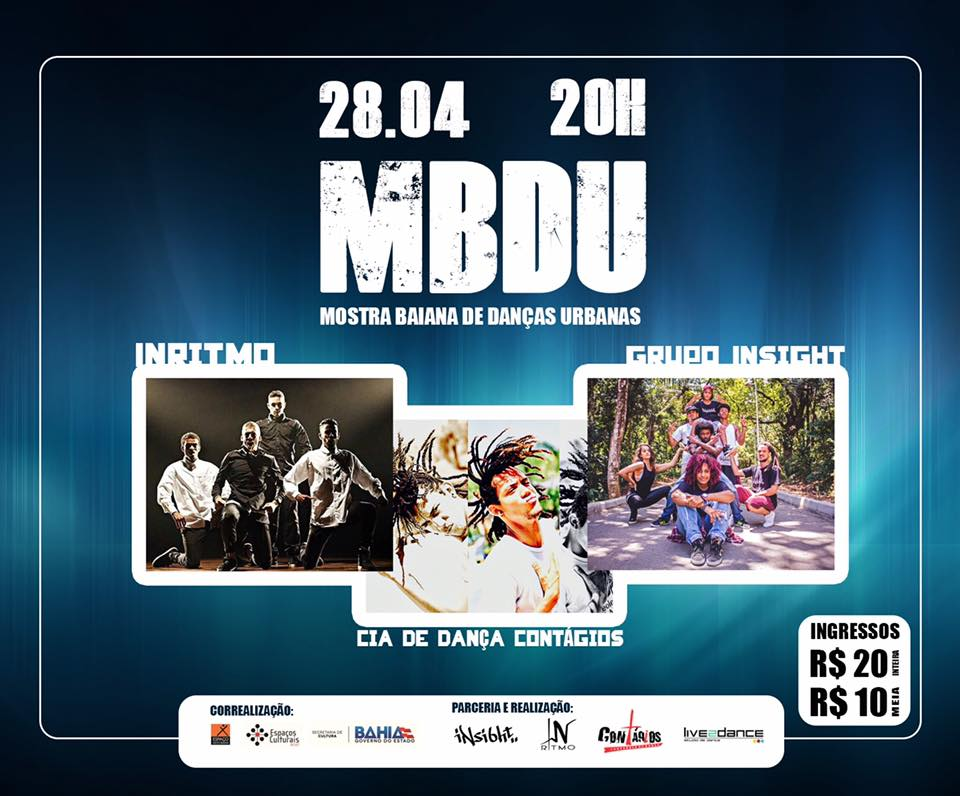 28.04 20H
MBDU
MOSTRA BAIANA DE DANÇAS URBANAS
INRITMO
GRUPO INSIGHT
CIA DE DANÇA CONTÁGIOS
INGRESSOS
R$ 20 INTEIRA
R$ 10 MEIA
CORREALIZAÇÃO:
PARCERIA E REALIZAÇÃO:
Espaços
Culturais
SECRETARIA DE
CULTURA
BAHIA
GOVERNO DO ESTADO
iNsight.
IN
RITMO
CONTÁGIOS
live2dance